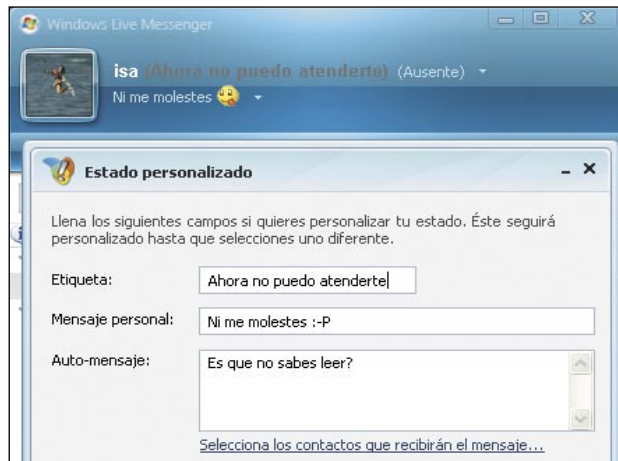 Windows Live Messenger
isa (Ahora no puedo atenderte) (Ausente)
Ni me molestes
Estado personalizado
Llena los siguientes campos si quieres personalizar tu estado. Éste seguirá
personalizado hasta que selecciones uno diferente.
Etiqueta: Ahora no puedo atenderte
Mensaje personal: Ni me molestes :-P
Auto-mensaje: Es que no sabes leer?
Selecciona los contactos que recibirán el mensaje...